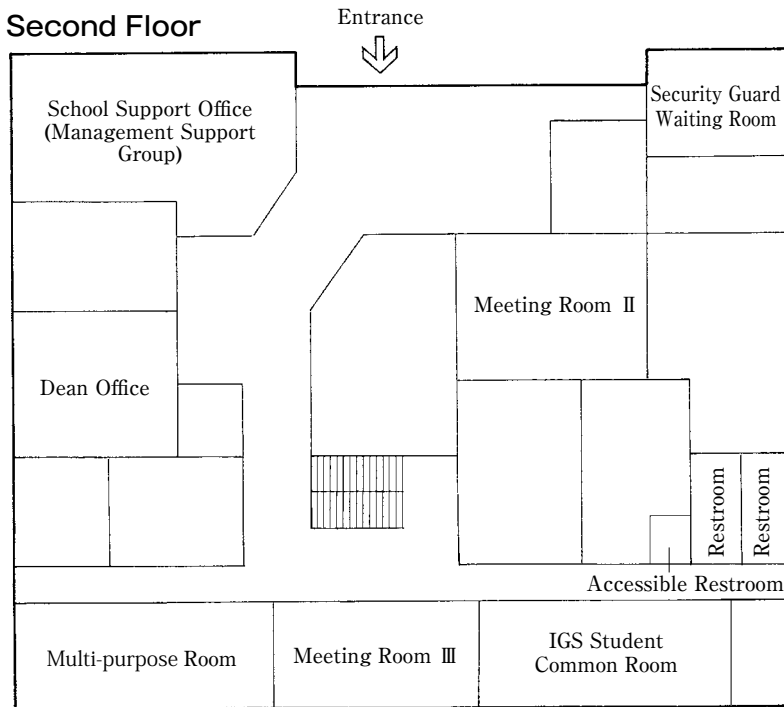 Second Floor
Entrance
School Support Office
(Management Support
Group)
Security Guard
Waiting Room
Meeting Room Ⅱ
Dean Office
Restroom
Restroom
Accessible Restroom
Multi-purpose Room
Meeting Room Ⅲ
IGS Student
Common Room